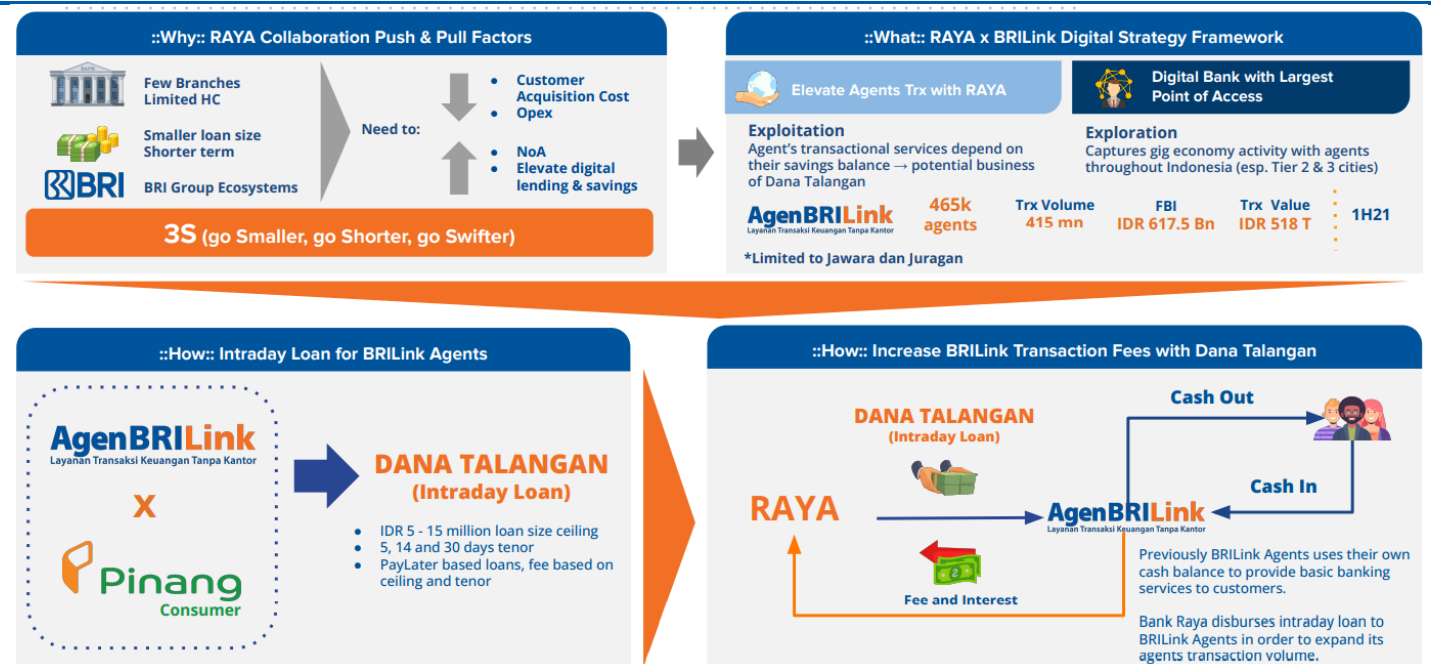 ::Why:: RAYA Collaboration Push & Pull Factors
BANK
Few Branches
Limited HC
Smaller loan size
Shorter term
BRI
BRI Group Ecosystems
Need to:
● Customer
Acquisition Cost
● Opex
● NoA
● Elevate digital
lending & savings
3S (go Smaller, go Shorter, go Swifter)
::What:: RAYA x BRILink Digital Strategy Framework
Elevate Agents Trx with RAYA
Exploitation
Agent's transactional services depend on
their savings balance → potential business
of Dana Talangan
Digital Bank with Largest
Point of Access
Exploration
Captures gig economy activity with agents
throughout Indonesia (esp. Tier 2 & 3 cities)
AgenBRILink
Layanan Transaksi Keuangan Tanpa Kantor
465k
agents
Trx Volume
415 mn
FBI
IDR 617.5 Bn
Trx Value
IDR 518 T
1H21
*Limited to Jawara dan Juragan
::How:: Intraday Loan for BRILink Agents
AgenBRILink
Layanan Transaksi Keuangan Tanpa Kantor
X
Pinang
Consumer
DANA TALANGAN
(Intraday Loan)
● IDR 5 - 15 million loan size ceiling
● 5, 14 and 30 days tenor
● PayLater based loans, fee based on
ceiling and tenor
::How:: Increase BRILink Transaction Fees with Dana Talangan
DANA TALANGAN
(Intraday Loan)
RAYA
Fee and Interest
Cash Out
Cash In
AgenBRILink
Layanan Transaksi Keuangan Tanpa Kantor
Previously BRILink Agents uses their own
cash balance to provide basic banking
services to customers.
Bank Raya disburses intraday loan to
BRILink Agents in order to expand its
agents transaction volume.